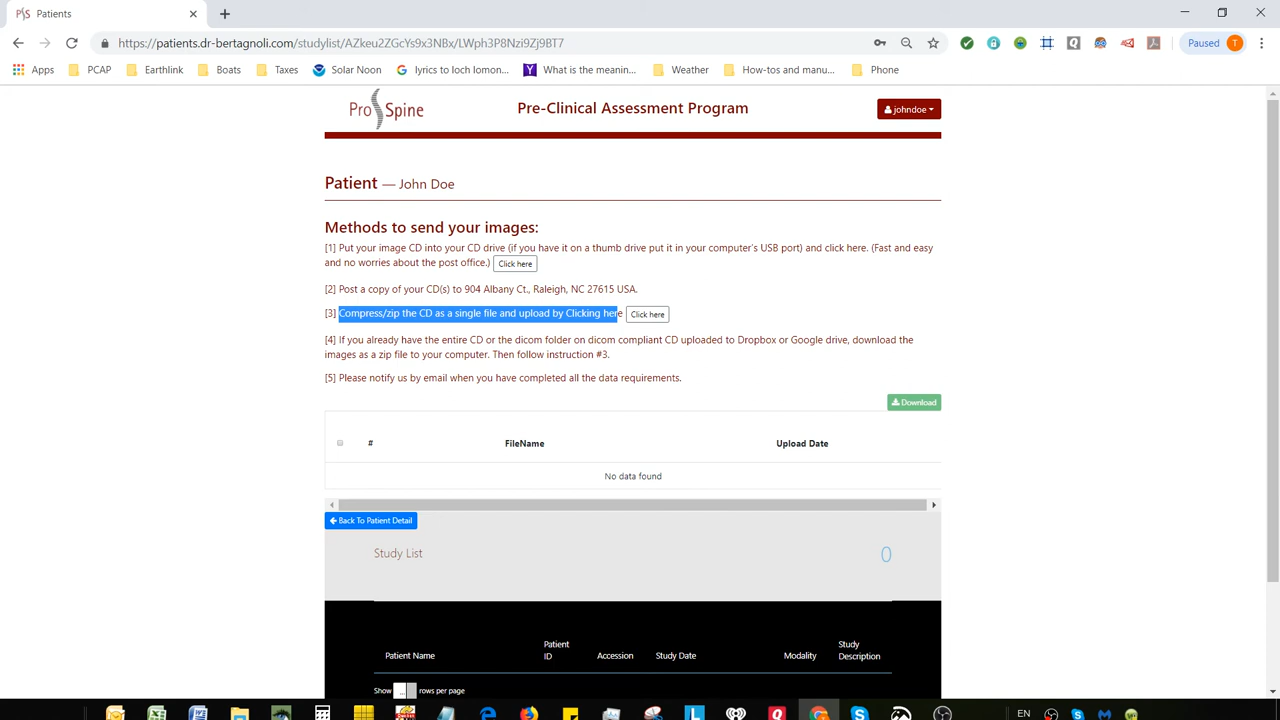 Patients
https://patients.dr-bertagnoli.com/studylist/AZkeu2ZGcYs9x3NBx/LWph3P8Nzi9Zj9BT7
Paused T
Apps PCAP Earthlink Boats Taxes Solar Noon lyrics to loch lomon... What is the meanin... Weather How-tos and manu... Phone
Pro Spine
Pre-Clinical Assessment Program
johndoe
Patient — John Doe
Methods to send your images:
[1] Put your image CD into your CD drive (if you have it on a thumb drive put it in your computer's USB port) and click here. (Fast and easy
and no worries about the post office.) Click here
[2] Post a copy of your CD(s) to 904 Albany Ct., Raleigh, NC 27615 USA.
[3] Compress/zip the CD as a single file and upload by Clicking here Click here
[4] If you already have the entire CD or the dicom folder on dicom compliant CD uploaded to Dropbox or Google drive, download the
images as a zip file to your computer. Then follow instruction #3.
[5] Please notify us by email when you have completed all the data requirements.
Download
# FileName Upload Date
No data found
Back To Patient Detail
Study List 0
Patient Name Patient ID Accession Study Date Modality Study Description
Show ... rows per page
EN